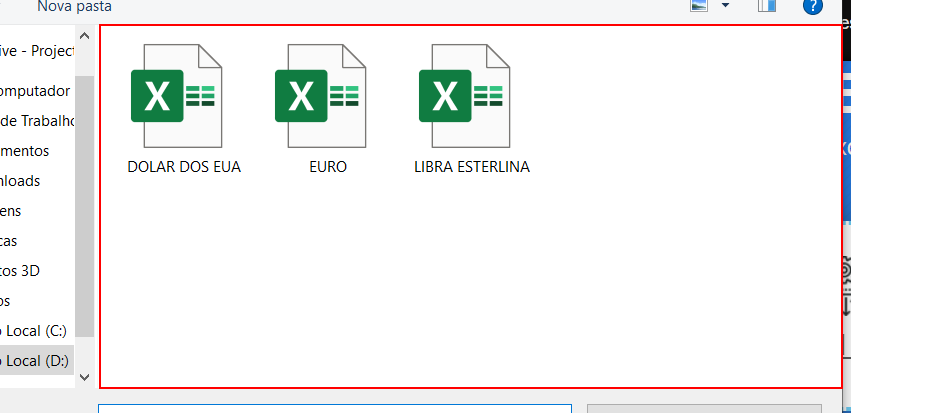 Nova pasta
?
X
X
X
DOLAR DOS EUA
EURO
LIBRA ESTERLINA
ive - Project
omputador
de Trabalho
mentos
nloads
ens
cas
tos 3D
os
o Local (C:)
o Local (D:)